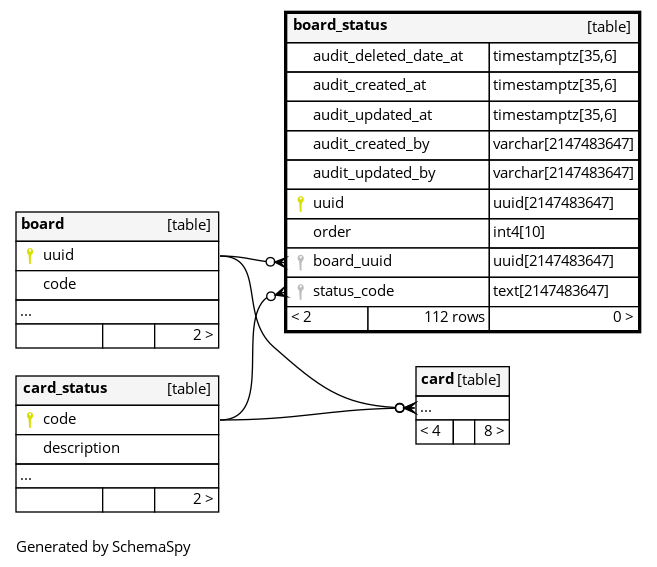 board_status [table]
audit_deleted_date_at timestamptz[35,6]
audit_created_at timestamptz[35,6]
audit_updated_at timestamptz[35,6]
audit_created_by varchar[2147483647]
audit_updated_by varchar[2147483647]
uuid uuid[2147483647]
order int4[10]
board_uuid uuid[2147483647]
status_code text[2147483647]
< 2 112 rows 0 >
board [table]
uuid
code
...
2 >
card_status [table]
code
description
...
2 >
card [table]
...
< 4 8 >
Generated by SchemaSpy